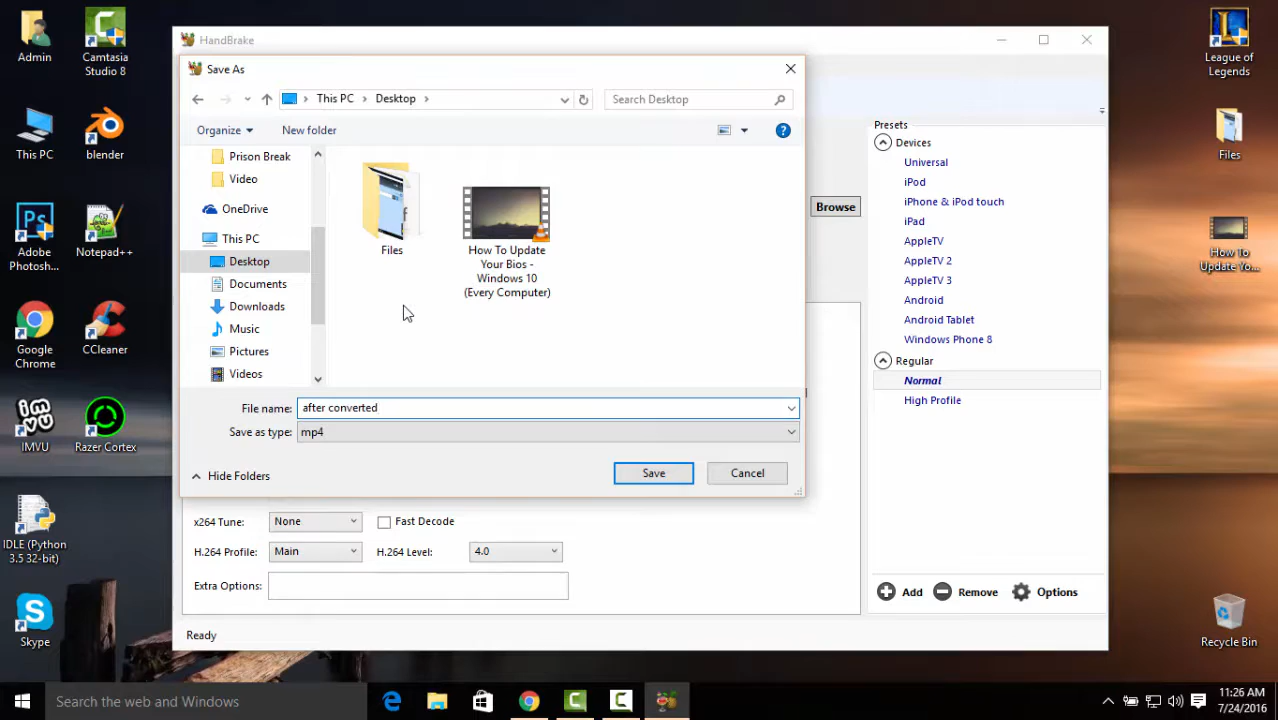 Admin
Camtasia
Studio 8
This PC
blender
Adobe
Photosh...
Notepad++
Google
Chrome
CCleaner
IMVU
Razer Cortex
IDLE (Python
3.5 32-bit)
Skype
HandBrake
Save As
This PC
Desktop
Search Desktop
Organize
New folder
Prison Break
Video
OneDrive
This PC
Desktop
Documents
Downloads
Music
Pictures
Videos
Files
How To Update
Your Bios -
Windows 10
(Every Computer)
File name: after converted
Save as type: mp4
Hide Folders
Save
Cancel
Browse
x264 Tune: None
Fast Decode
H.264 Profile: Main
H.264 Level: 4.0
Extra Options:
Ready
Presets
Devices
Universal
iPod
iPhone & iPod touch
iPad
AppleTV
AppleTV 2
AppleTV 3
Android
Android Tablet
Windows Phone 8
Regular
Normal
High Profile
Add
Remove
Options
League of
Legends
Files
How To
Update Yo...
Recycle Bin
Search the web and Windows
11:26 AM
7/24/2016